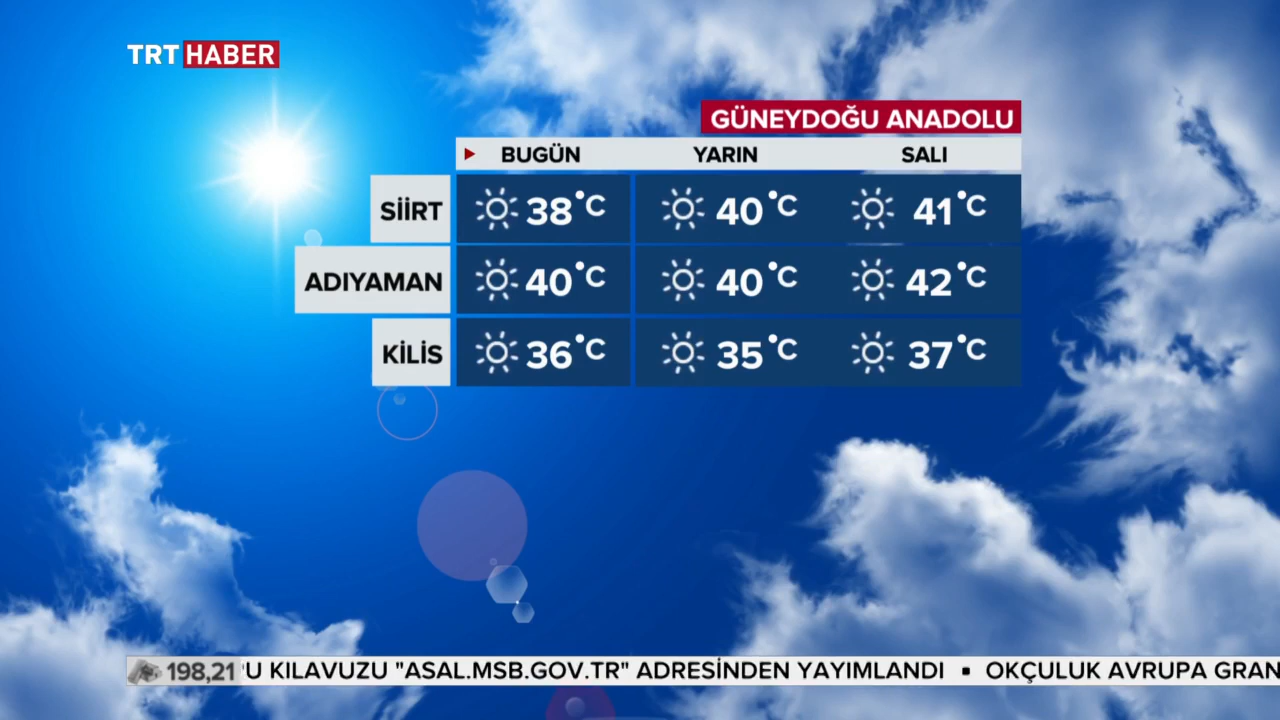 TRT HABER
GÜNEYDOĞU ANADOLU
BUGÜN YARIN SALI
SİİRT 38°C 40°C 41°C
ADIYAMAN 40°C 40°C 42°C
KİLİS 36°C 35°C 37°C
198,21 'U KILAVUZU "ASAL.MSB.GOV.TR" ADRESİNDEN YAYIMLANDI ▪ OKÇULUK AVRUPA GRAN